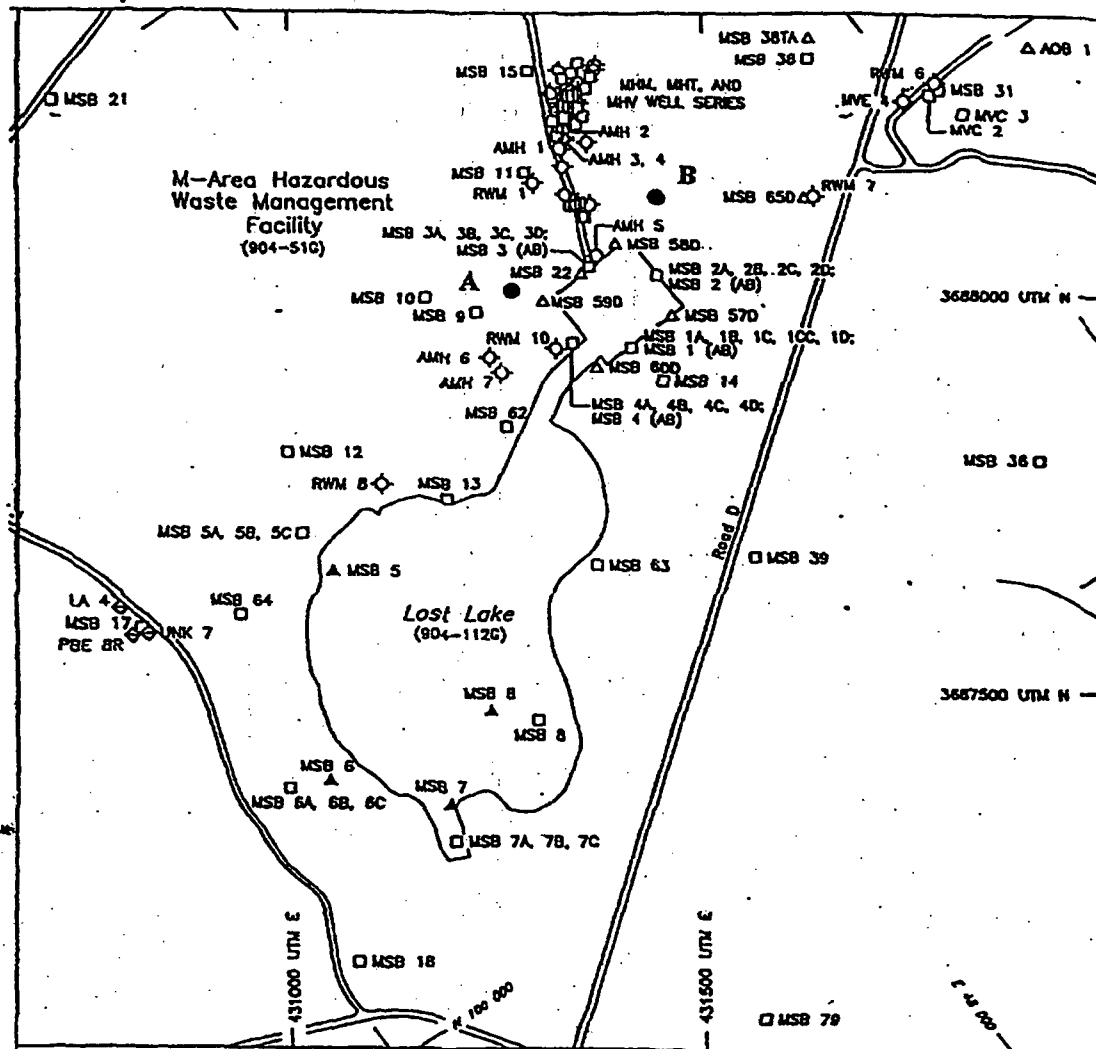 MSB 38TA
MSB 38
AOB 1
MSB 15
MHM, MHT, AND
MHV WELL SERIES
RWM 6
MSB 31
MVE 4
MVC 3
MVC 2
MSB 21
AMH 2
AMH 1
AMH 3, 4
MSB 11
RWM 1
B
MSB 65D
RWM 7
M-Area Hazardous
Waste Management
Facility
(904-51G)
MSB 3A, 3B, 3C, 3D;
MSB 3 (AB)
AMH 5
MSB 58D
MSB 22
MSB 2A, 2B, 2C, 2D;
MSB 2 (AB)
A
MSB 10
MSB 9
MSB 59D
3688000 UTM N
MSB 57D
RWM 10
MSB 1A, 1B, 1C, 1CC, 1D;
MSB 1 (AB)
AMH 6
AMH 7
MSB 60D
MSB 14
MSB 4A, 4B, 4C, 4D;
MSB 4 (AB)
MSB 62
MSB 12
MSB 36
RWM 8
MSB 13
MSB 5A, 5B, 5C
Road D
MSB 39
MSB 5
MSB 63
LA 4
MSB 64
MSB 17
PBE 8R
Lost Lake
(904-112G)
MSB 8
3687500 UTM N
MSB 8
MSB 6
MSB 7
MSB 6A, 6B, 6C
MSB 7A, 7B, 7C
431000 UTM E
431500 UTM E
MSB 18
N 100 000
E 48 000
MSB 79